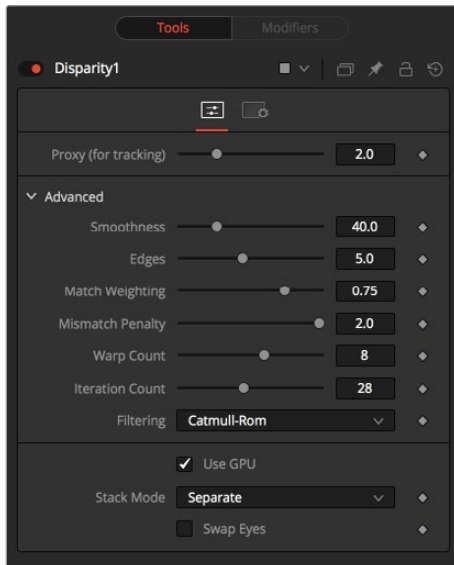 Tools Modifiers
Disparity1
Proxy (for tracking) 2.0
Advanced
Smoothness 40.0
Edges 5.0
Match Weighting 0.75
Mismatch Penalty 2.0
Warp Count 8
Iteration Count 28
Filtering Catmull-Rom
Use GPU
Stack Mode Separate
Swap Eyes